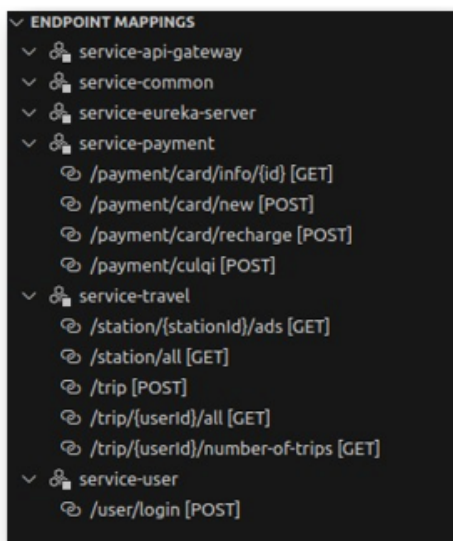 ENDPOINT MAPPINGS
service-api-gateway
service-common
service-eureka-server
service-payment
/payment/card/info/{id} [GET]
/payment/card/new [POST]
/payment/card/recharge [POST]
/payment/culqi [POST]
service-travel
/station/{stationId}/ads [GET]
/station/all [GET]
/trip [POST]
/trip/{userId}/all [GET]
/trip/{userId}/number-of-trips [GET]
service-user
/user/login [POST]